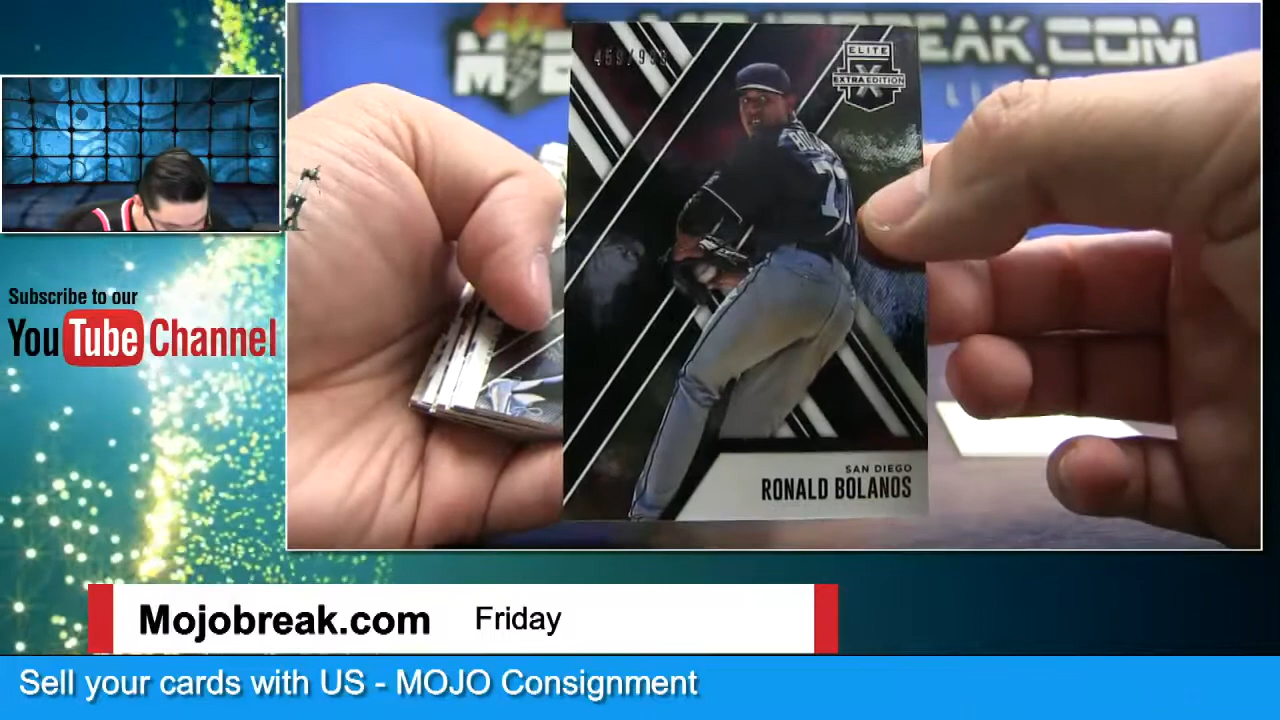 ELITE
EXTRA EDITION
SAN DIEGO
RONALD BOLANOS
Subscribe to our
YouTube Channel
Mojobreak.com Friday
Sell your cards with US - MOJO Consignment